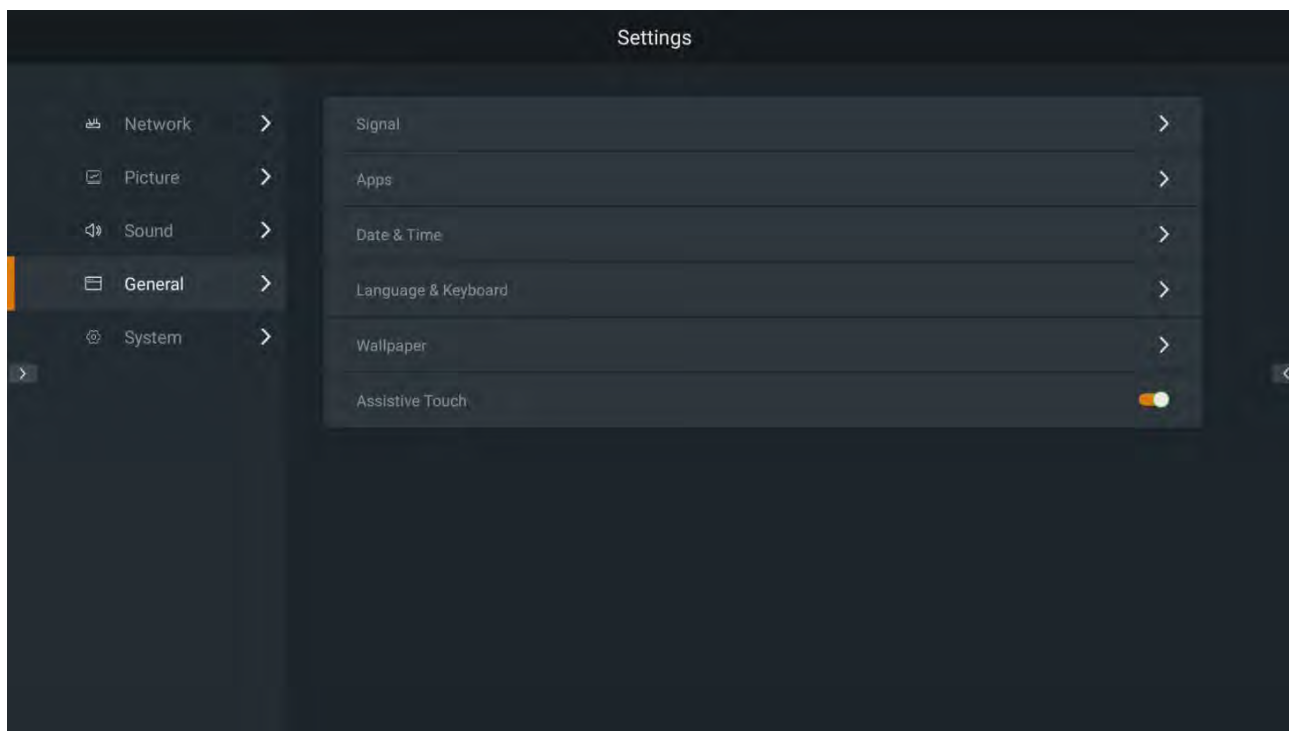 Settings
Network
Picture
Sound
General
System
Signal
Apps
Date & Time
Language & Keyboard
Wallpaper
Assistive Touch